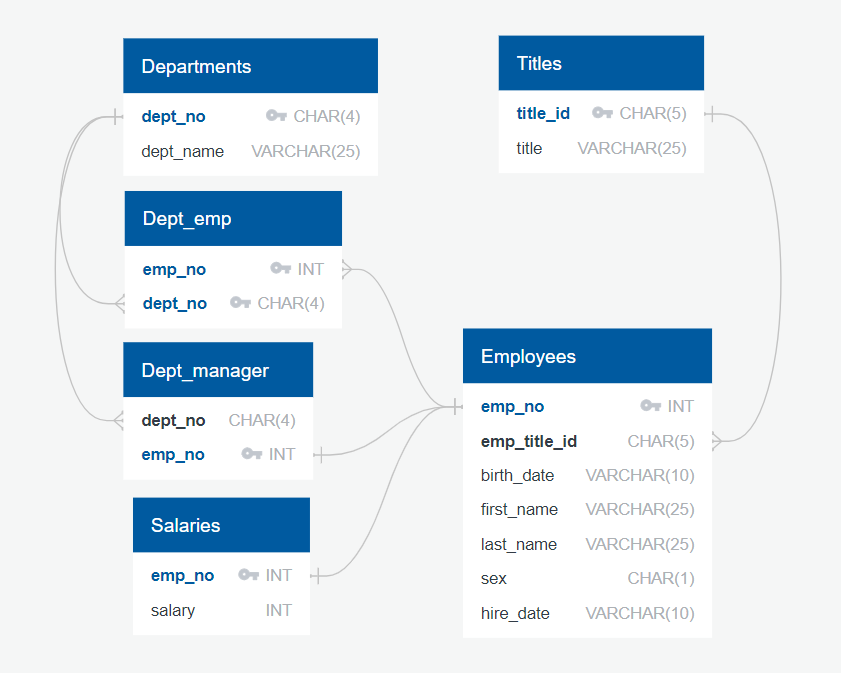 Departments
dept_no CHAR(4)
dept_name VARCHAR(25)
Titles
title_id CHAR(5)
title VARCHAR(25)
Dept_emp
emp_no INT
dept_no CHAR(4)
Dept_manager
dept_no CHAR(4)
emp_no INT
Employees
emp_no INT
emp_title_id CHAR(5)
birth_date VARCHAR(10)
first_name VARCHAR(25)
last_name VARCHAR(25)
sex CHAR(1)
hire_date VARCHAR(10)
Salaries
emp_no INT
salary INT